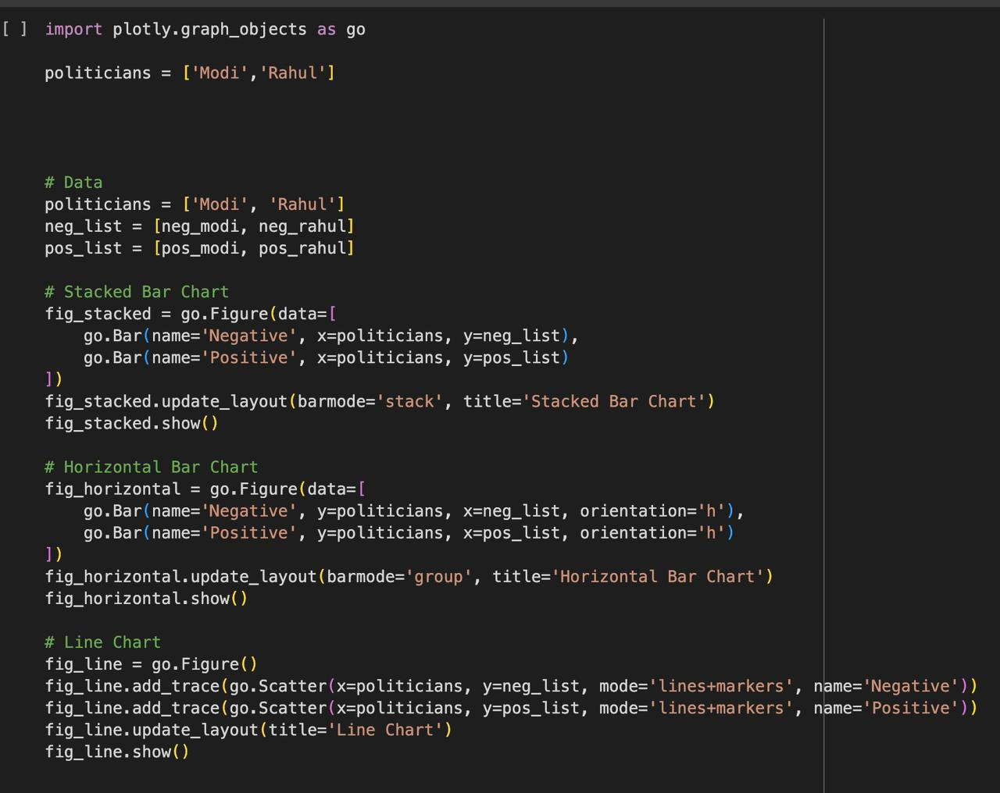 [ ] import plotly.graph_objects as go
politicians = ['Modi','Rahul']
# Data
politicians = ['Modi', 'Rahul']
neg_list = [neg_modi, neg_rahul]
pos_list = [pos_modi, pos_rahul]
# Stacked Bar Chart
fig_stacked = go.Figure(data=[
    go.Bar(name='Negative', x=politicians, y=neg_list),
    go.Bar(name='Positive', x=politicians, y=pos_list)
])
fig_stacked.update_layout(barmode='stack', title='Stacked Bar Chart')
fig_stacked.show()
# Horizontal Bar Chart
fig_horizontal = go.Figure(data=[
    go.Bar(name='Negative', y=politicians, x=neg_list, orientation='h'),
    go.Bar(name='Positive', y=politicians, x=pos_list, orientation='h')
])
fig_horizontal.update_layout(barmode='group', title='Horizontal Bar Chart')
fig_horizontal.show()
# Line Chart
fig_line = go.Figure()
fig_line.add_trace(go.Scatter(x=politicians, y=neg_list, mode='lines+markers', name='Negative'))
fig_line.add_trace(go.Scatter(x=politicians, y=pos_list, mode='lines+markers', name='Positive'))
fig_line.update_layout(title='Line Chart')
fig_line.show()